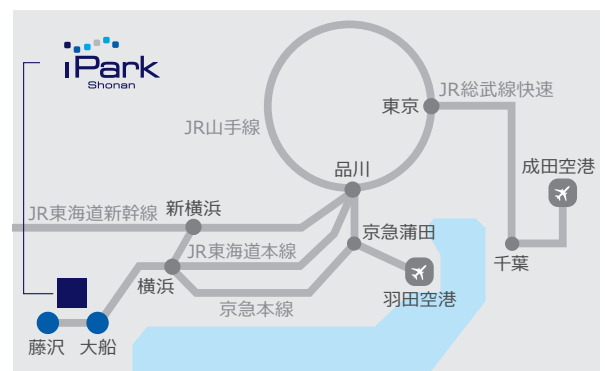 iPark
Shonan
JR総武線快速
東京
JR山手線
品川
成田空港
JR東海道新幹線
新横浜
京急蒲田
JR東海道本線
千葉
横浜
羽田空港
京急本線
藤沢
大船